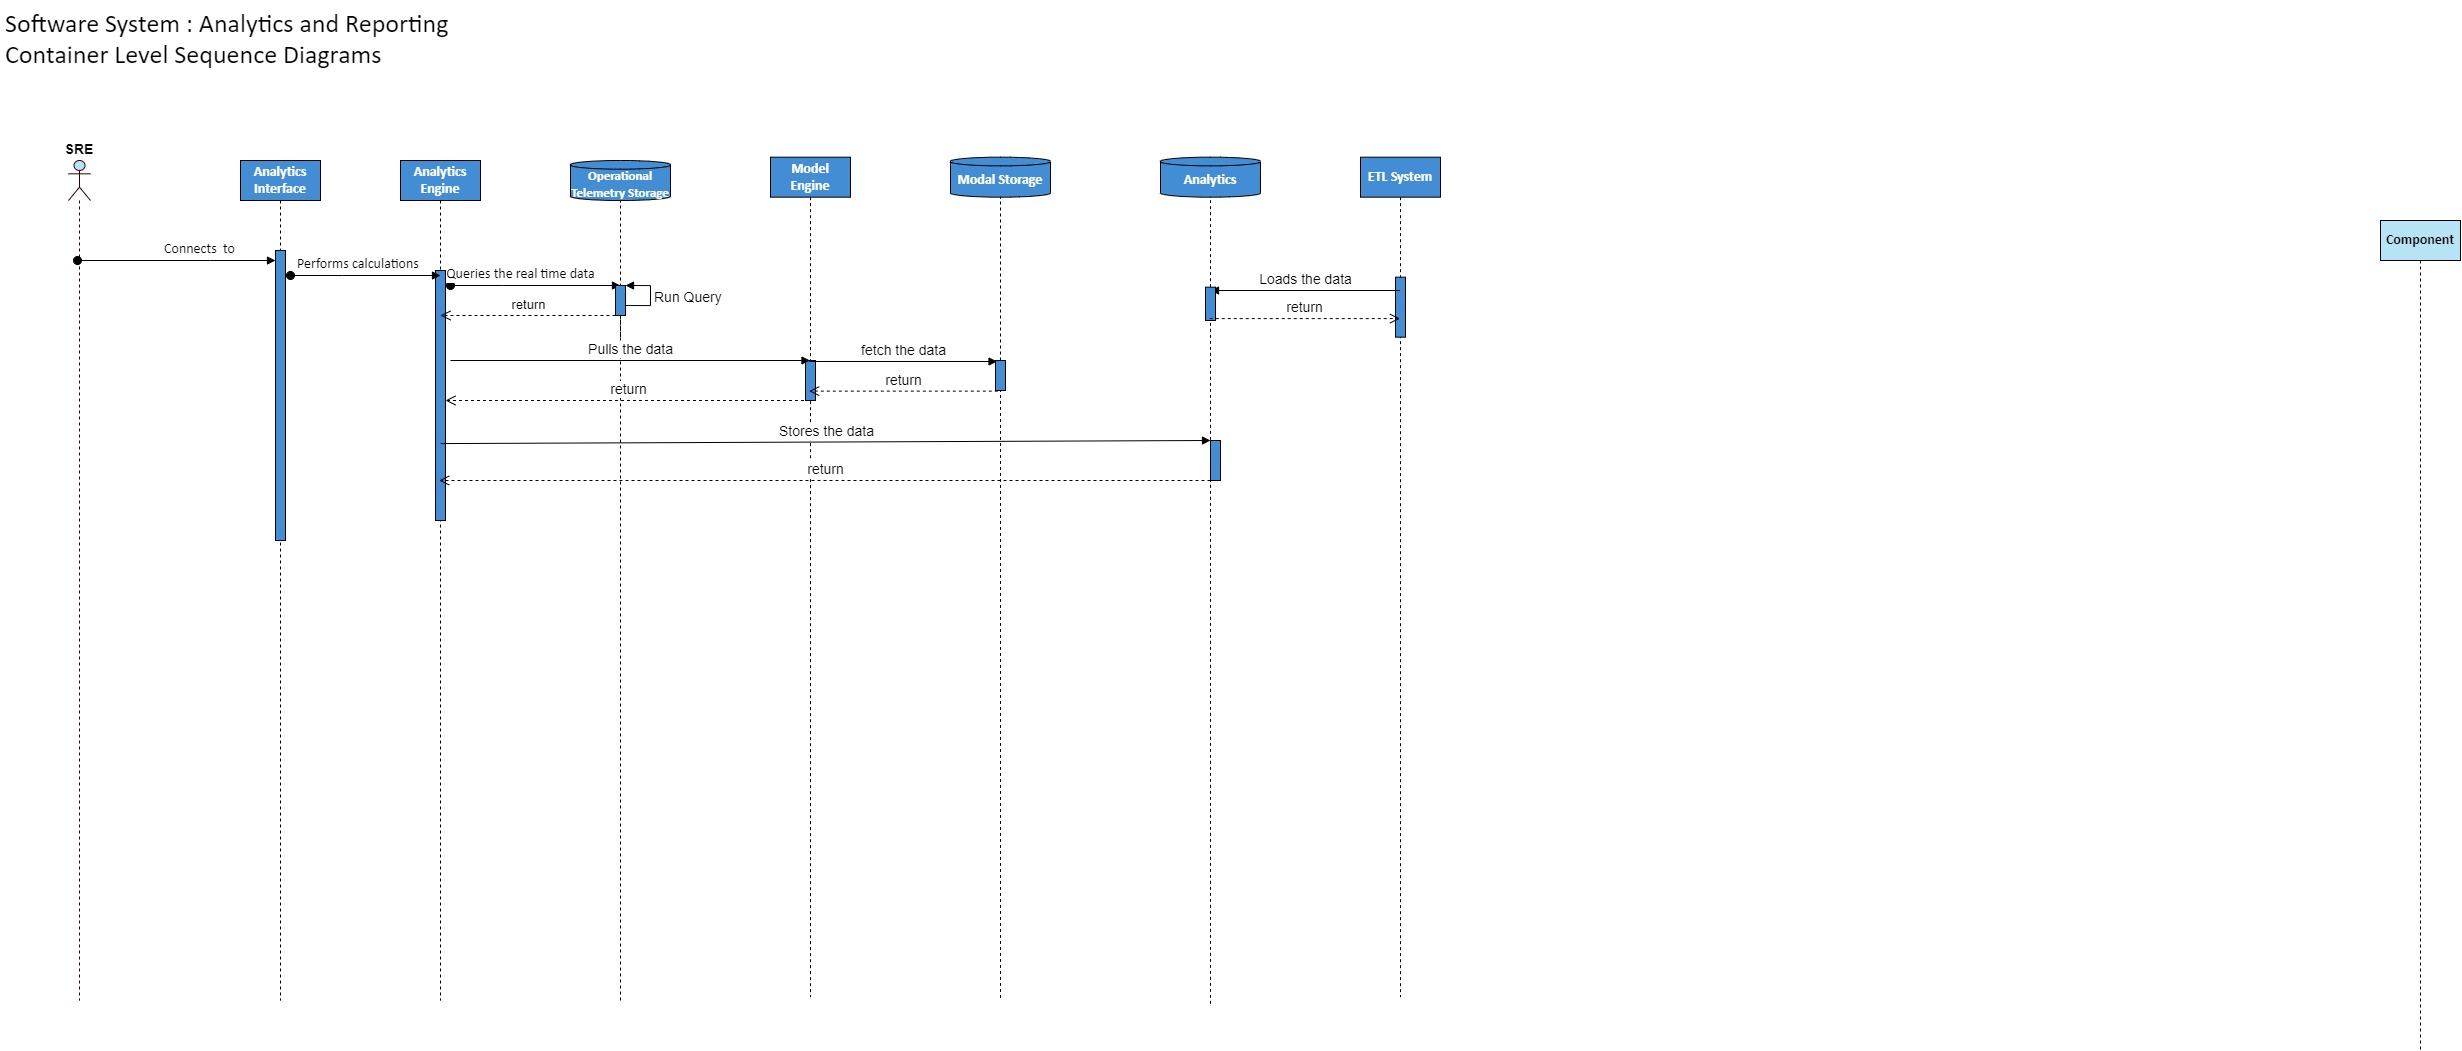 Software System : Analytics and Reporting
Container Level Sequence Diagrams
SRE
Analytics
Interface
Analytics
Engine
Operational
Telemetry Storage
Model
Engine
Modal Storage
Analytics
ETL System
Component
Connects to
Performs calculations
Queries the real time data
Run Query
return
Loads the data
return
Pulls the data
fetch the data
return
return
Stores the data
return